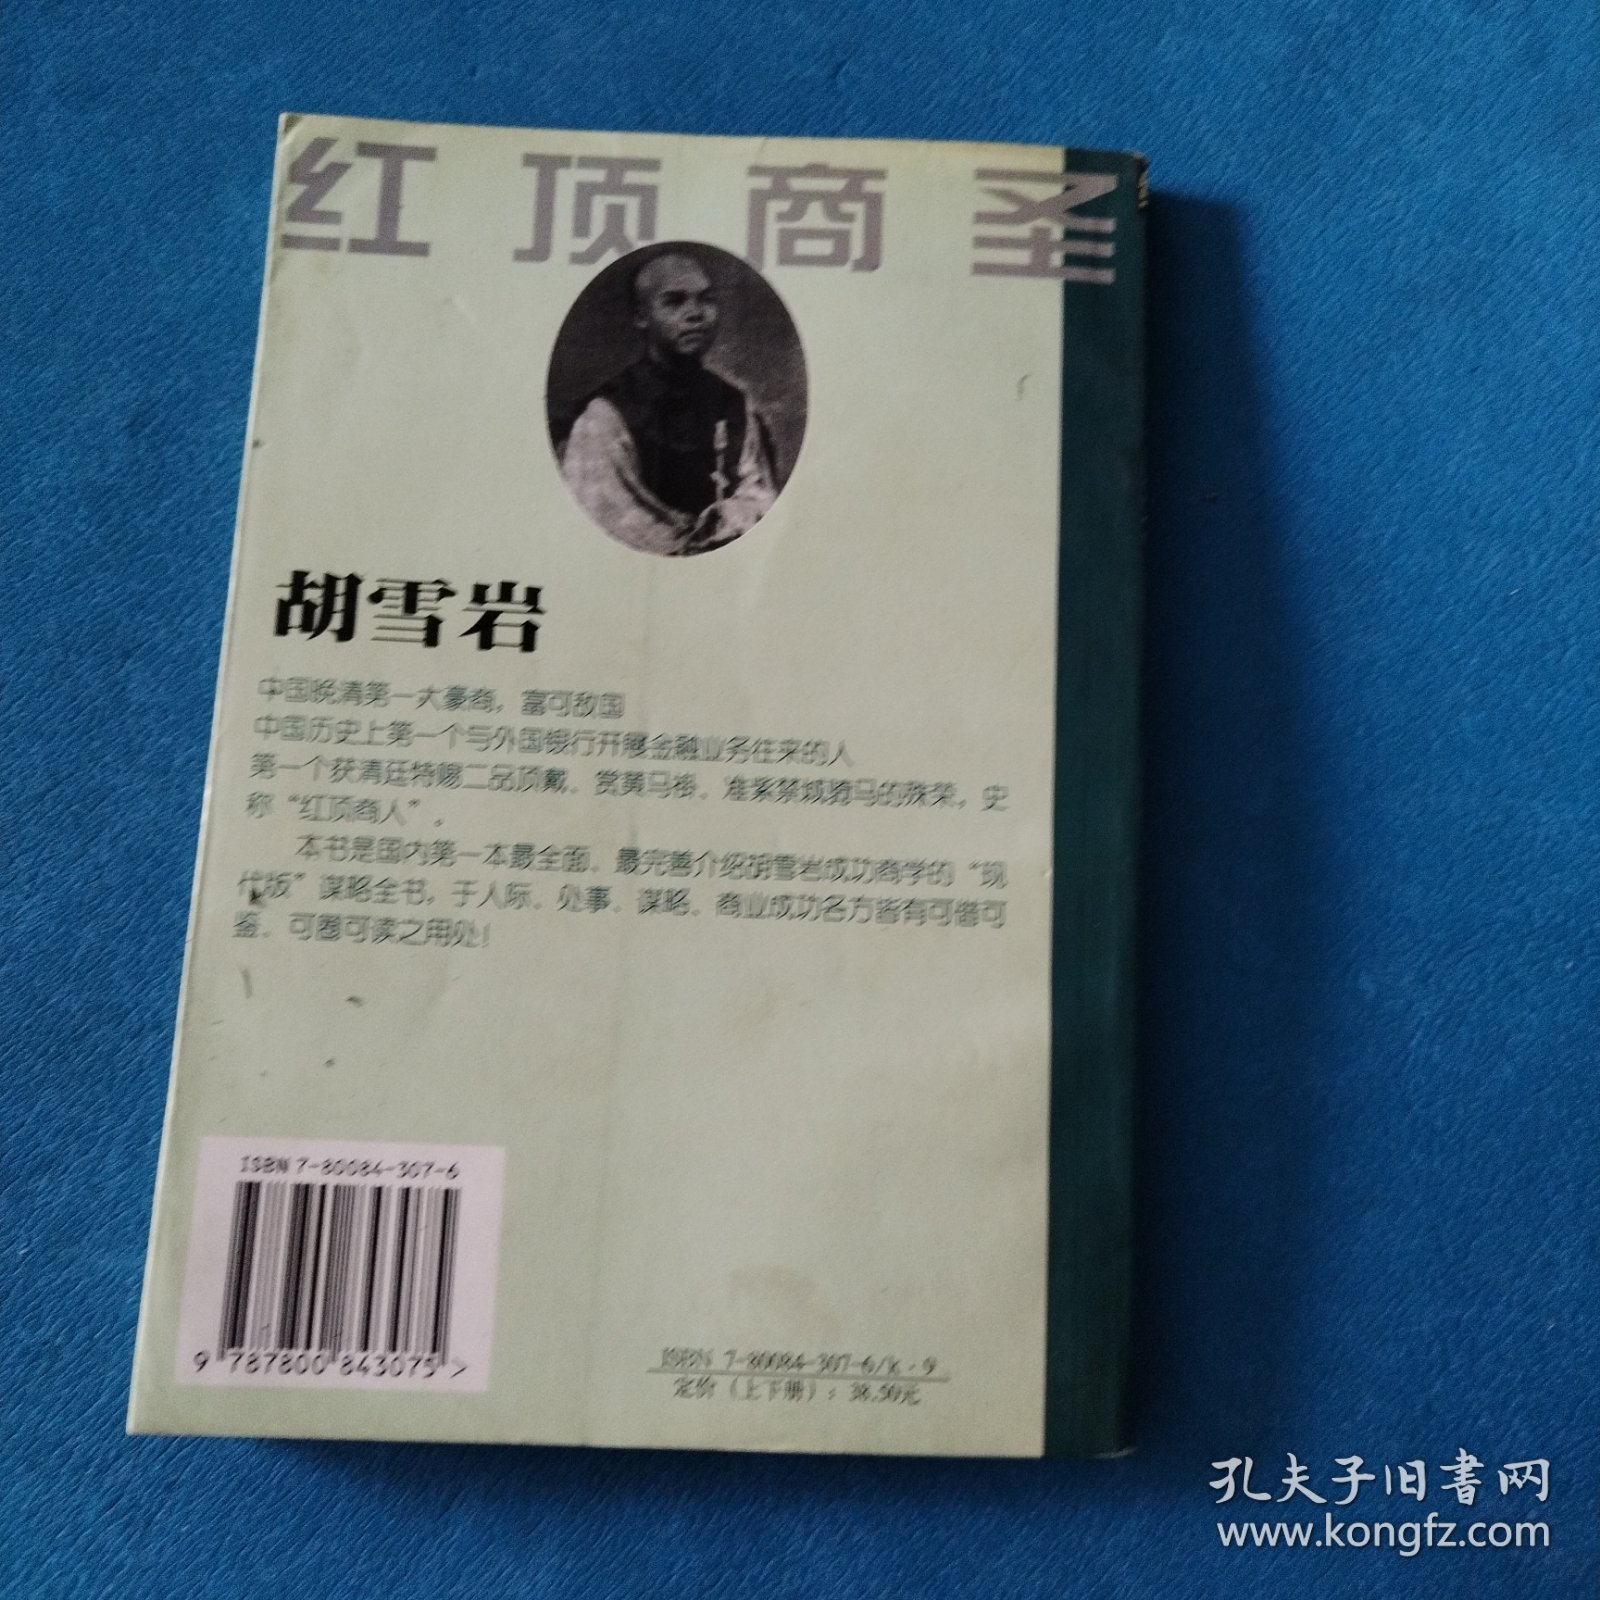 红顶商圣
胡雪岩
中国晚清第一大豪商，富可敌国
中国历史上第一个与外国银行开展金融业务往来的人
第一个获清廷特赐二品顶戴、赏黄马褂、准紫禁城骑马的殊荣，史
称“红顶商人”。
本书是国内第一本最全面、最完善介绍胡雪岩成功商学的“现
代版”谋略全书，于人际、处事、谋略、商业成功各方皆有可借可
鉴、可圈可读之用处！
ISBN 7-80084-307-6
9 787800 843075 >
ISBN 7-80084-307-6/K·9
定价（上下册）：38.50元
孔夫子旧书网
www.kongfz.com